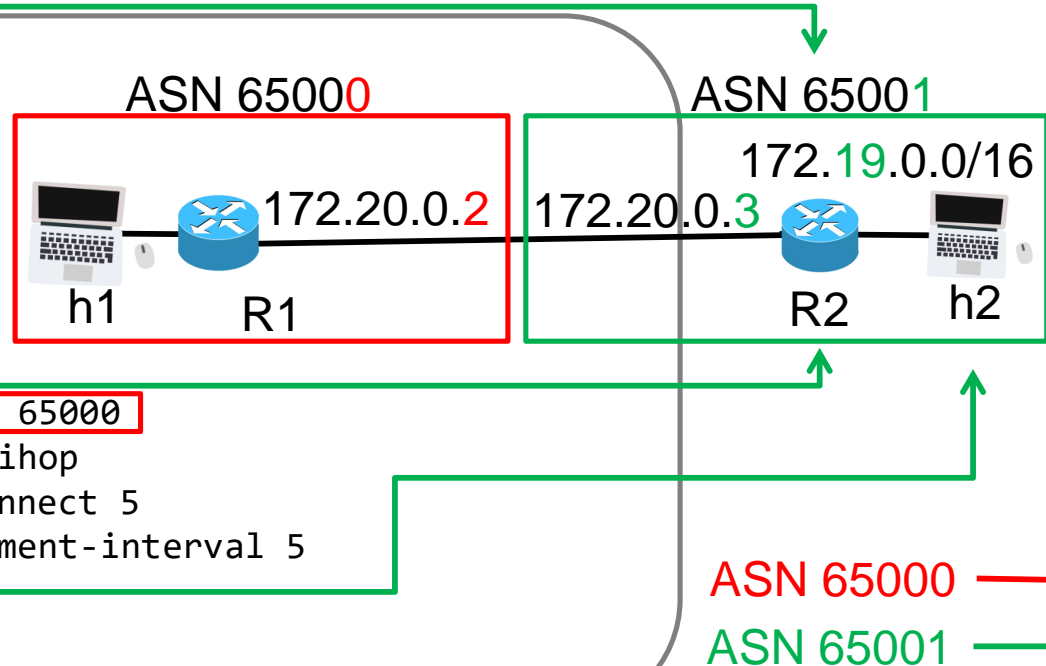 ASN 65000
ASN 65001
172.19.0.0/16
172.20.0.2
172.20.0.3
h1
R1
R2
h2
65000
ihop
nnect 5
ment-interval 5
ASN 65000
ASN 65001